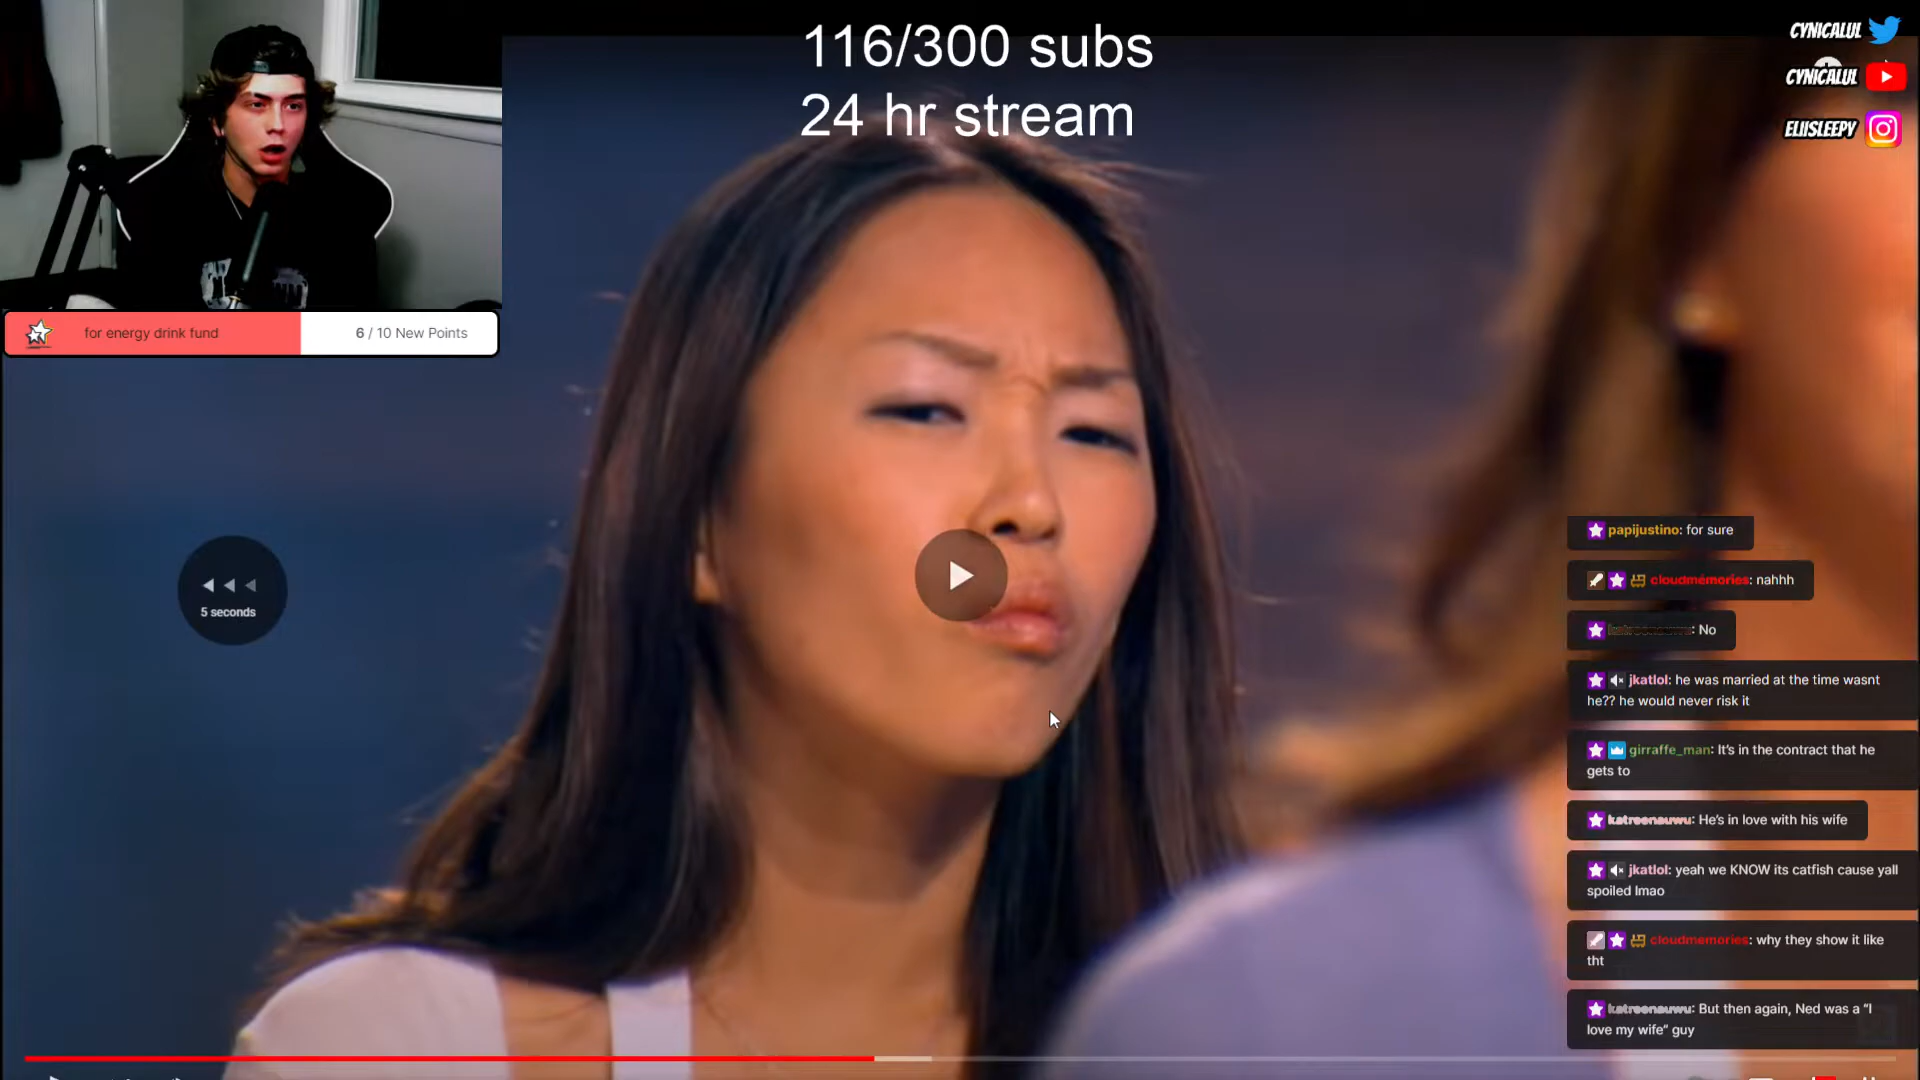 116/300 subs
24 hr stream
CYNICALUL
CYNICALUL
ELIISLEEPY
for energy drink fund
6 / 10 New Points
5 seconds
papijustino: for sure
cloudmemories: nahhh
: No
jkatlol: he was married at the time wasnt
he?? he would never risk it
girraffe_man: It's in the contract that he
gets to
katreenauwu: He's in love with his wife
jkatlol: yeah we KNOW its catfish cause yall
spoiled lmao
cloudmemories: why they show it like
tht
katreenauwu: But then again, Ned was a “I
love my wife” guy